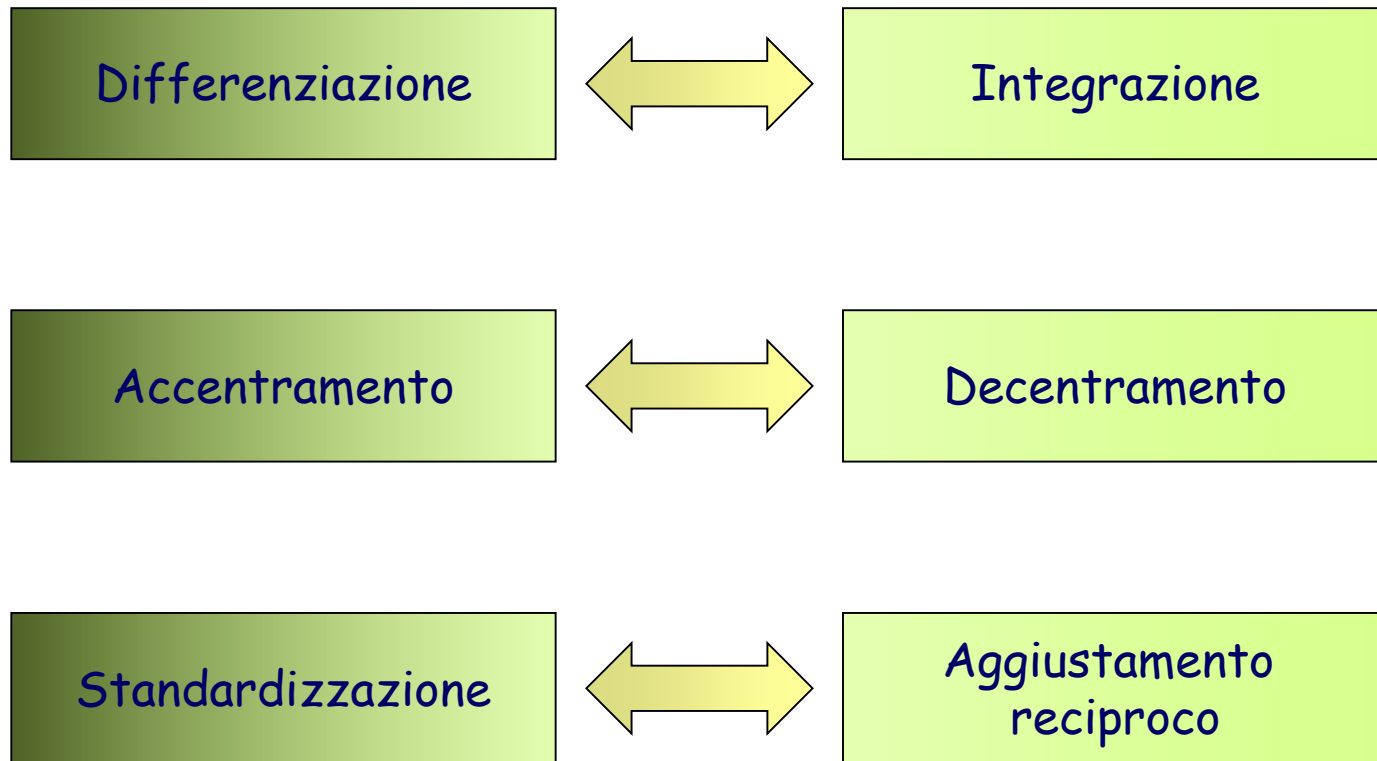 Differenziazione
Integrazione
Accentramento
Decentramento
Standardizzazione
Aggiustamento
reciproco